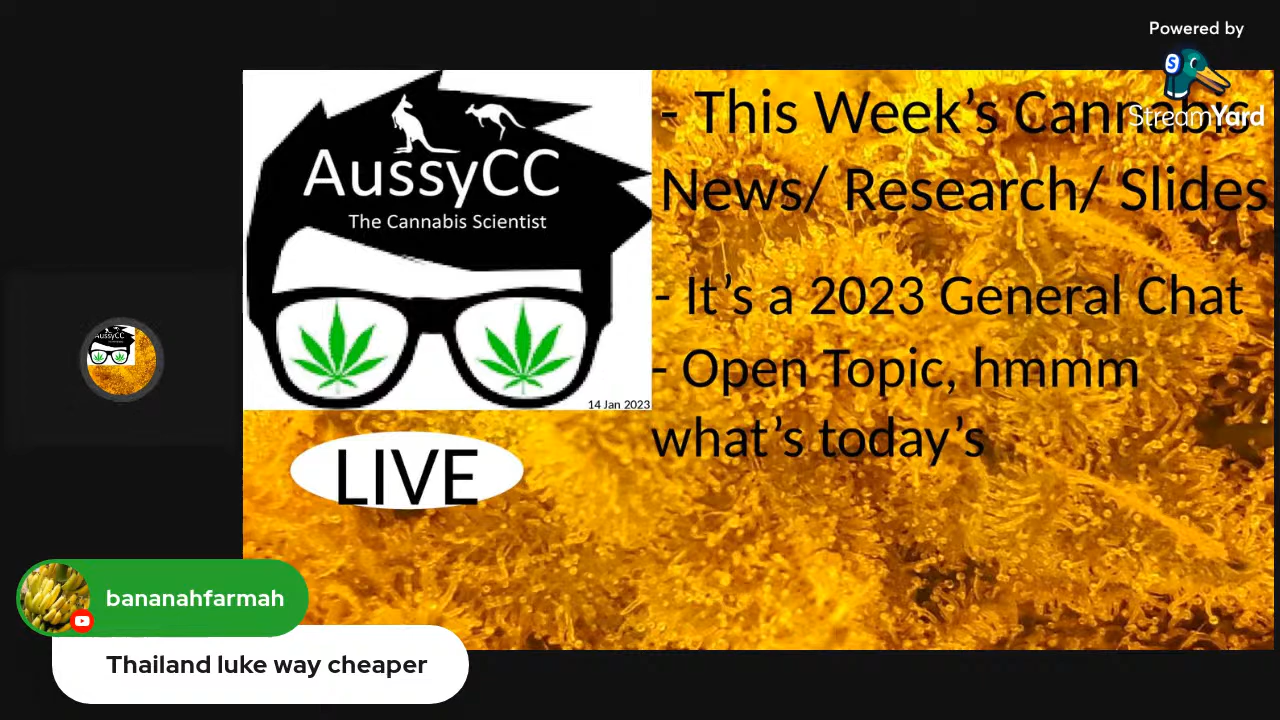 Powered by
StreamYard
AussyCC
The Cannabis Scientist
14 Jan 2023
LIVE
- This Week's Cannabis
News/ Research/ Slides
- It's a 2023 General Chat
- Open Topic, hmmm
what's today's
bananahfarmah
Thailand luke way cheaper